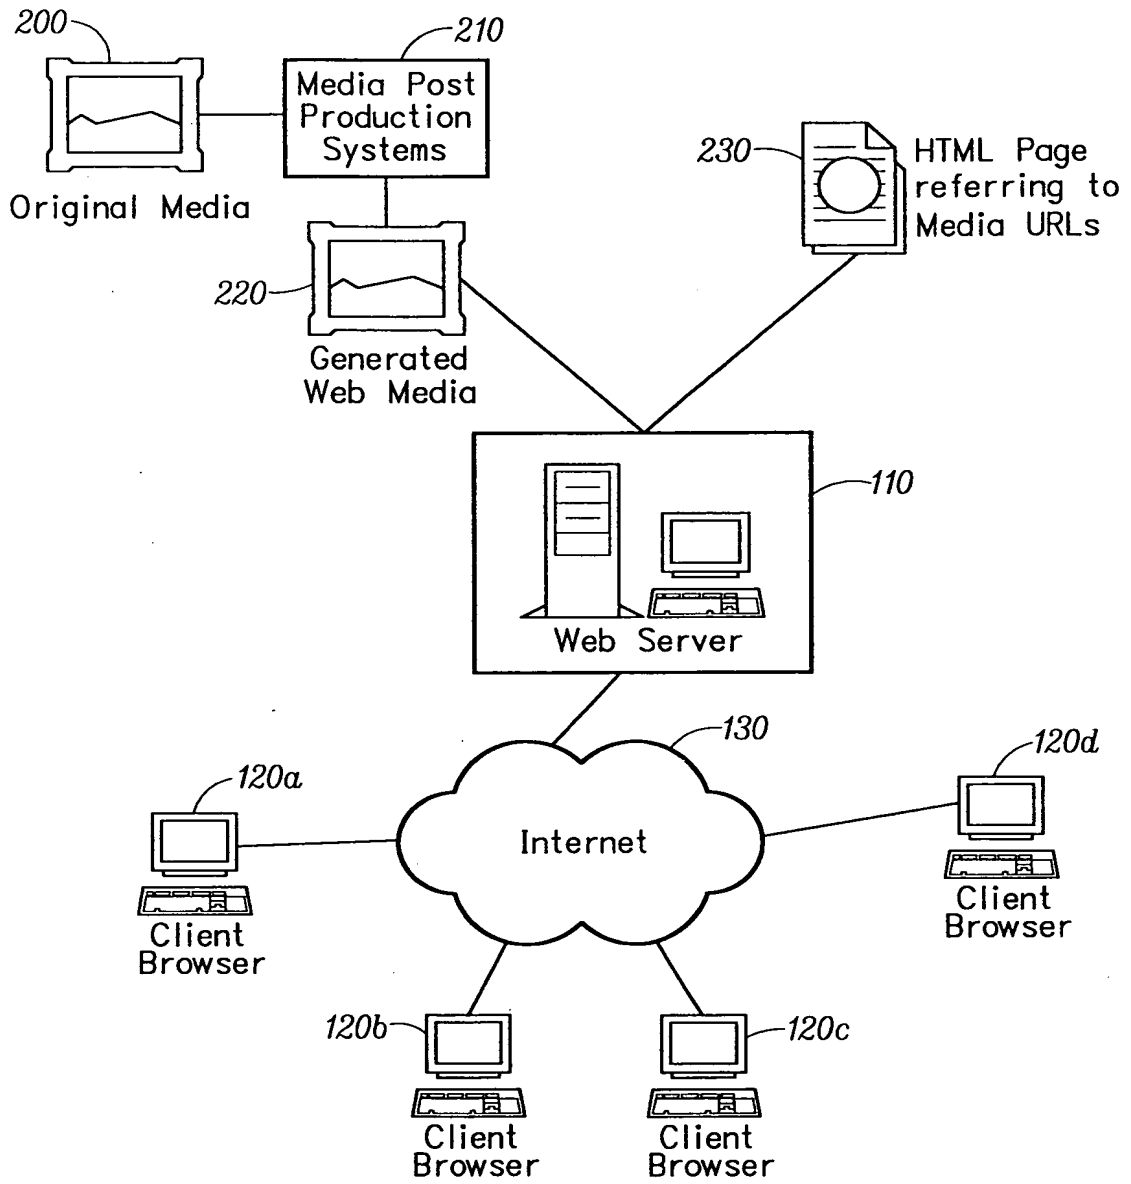 200
210
Media Post
Production
Systems
Original Media
230
HTML Page
referring to
Media URLs
220
Generated
Web Media
110
Web Server
130
120a
120d
Internet
Client
Browser
Client
Browser
120b
120c
Client
Browser
Client
Browser